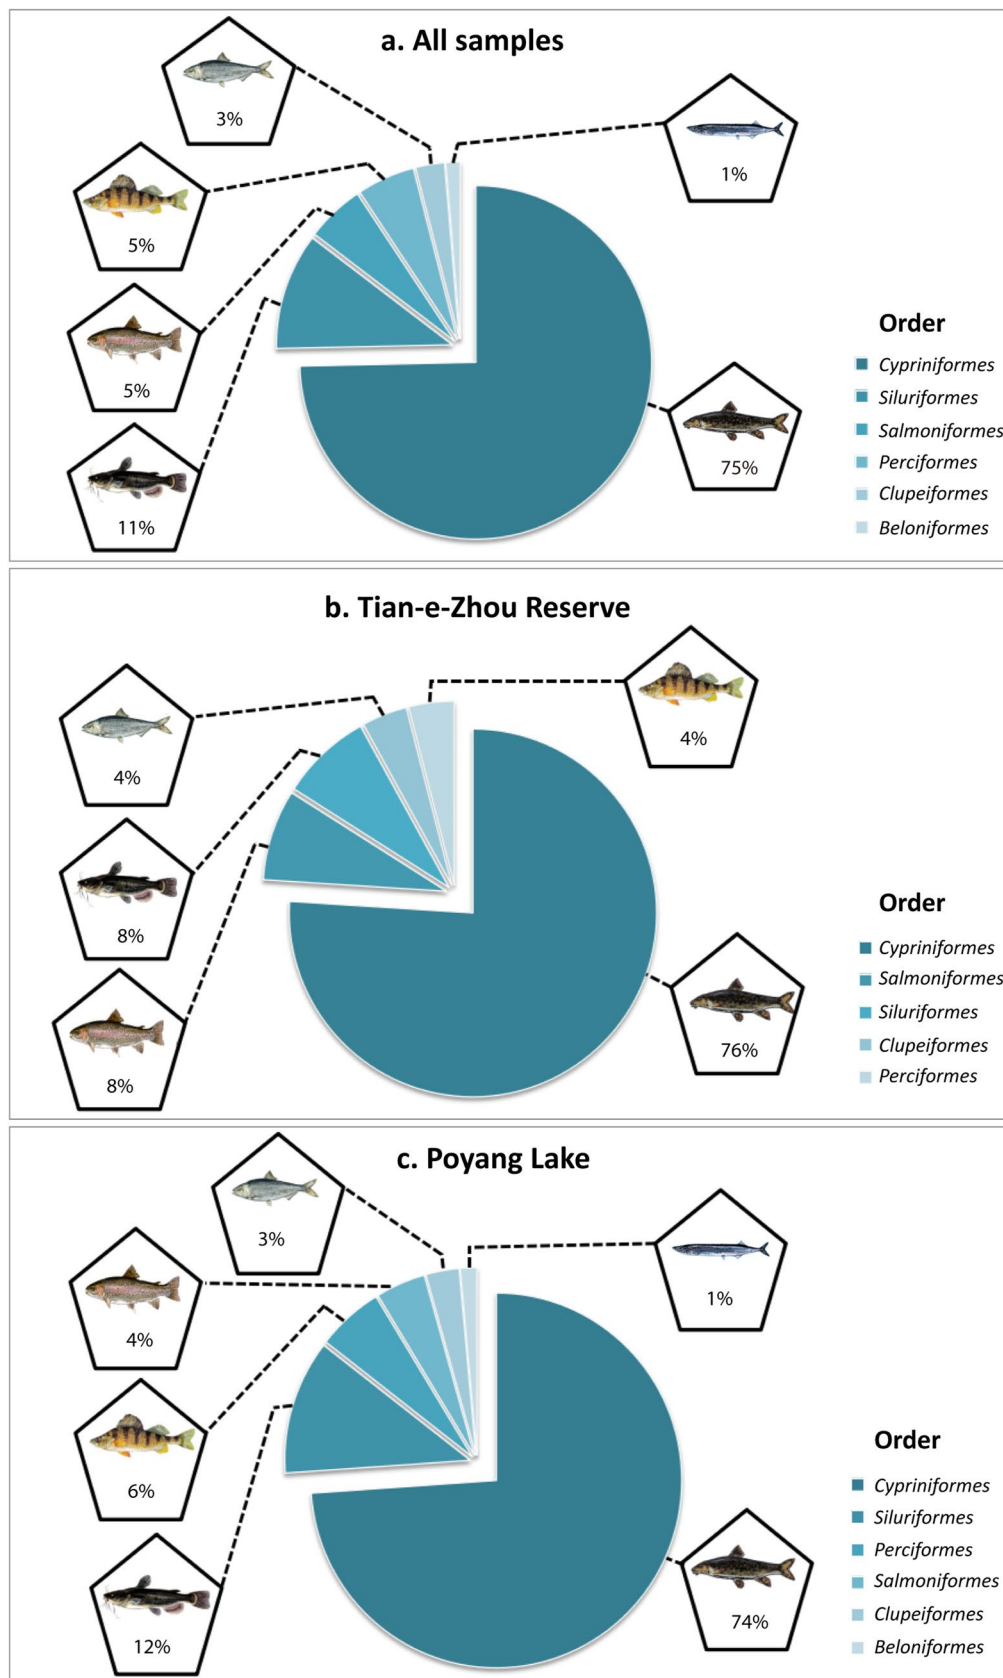 a. All samples
3%
1%
5%
5%
11%
75%
Order
Cypriniformes
Siluriformes
Salmoniformes
Perciformes
Clupeiformes
Beloniformes
b. Tian-e-Zhou Reserve
4%
4%
8%
8%
76%
Order
Cypriniformes
Salmoniformes
Siluriformes
Clupeiformes
Perciformes
c. Poyang Lake
3%
1%
4%
6%
12%
74%
Order
Cypriniformes
Siluriformes
Perciformes
Salmoniformes
Clupeiformes
Beloniformes